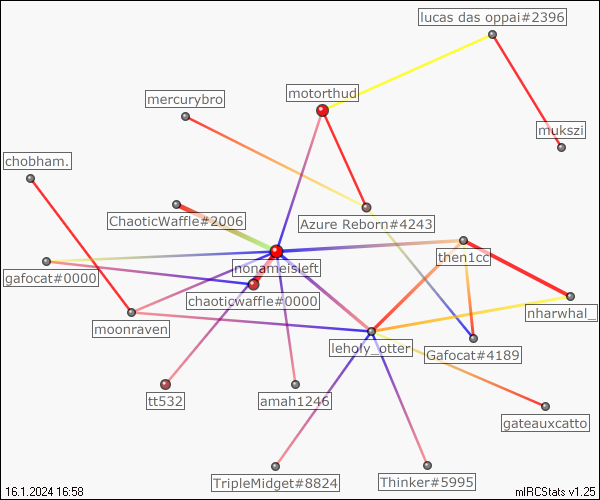 lucas das oppai#2396
motorthud
mercurybro
mukszi
chobham.
ChaoticWaffle#2006
Azure Reborn#4243
then1cc
nonameisleft
gafocat#0000
chaoticwaffle#0000
nharwhal_
moonraven
leholy_otter
Gafocat#4189
tt532
amah1246
gateauxcatto
TripleMidget#8824
Thinker#5995
16.1.2024 16:58
mIRCStats v1.25